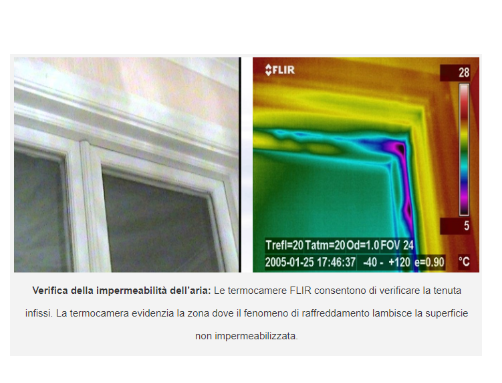 FLIR
28
5
Trefl=20 Tatm=20 Od=1.0 FOV 24
2005-01-25 17:46:37 -40 - +120 e=0.90 °C
Verifica della impermeabilità dell'aria: Le termocamere FLIR consentono di verificare la tenuta
infissi. La termocamera evidenzia la zona dove il fenomeno di raffreddamento lambisce la superficie
non impermeabilizzata.